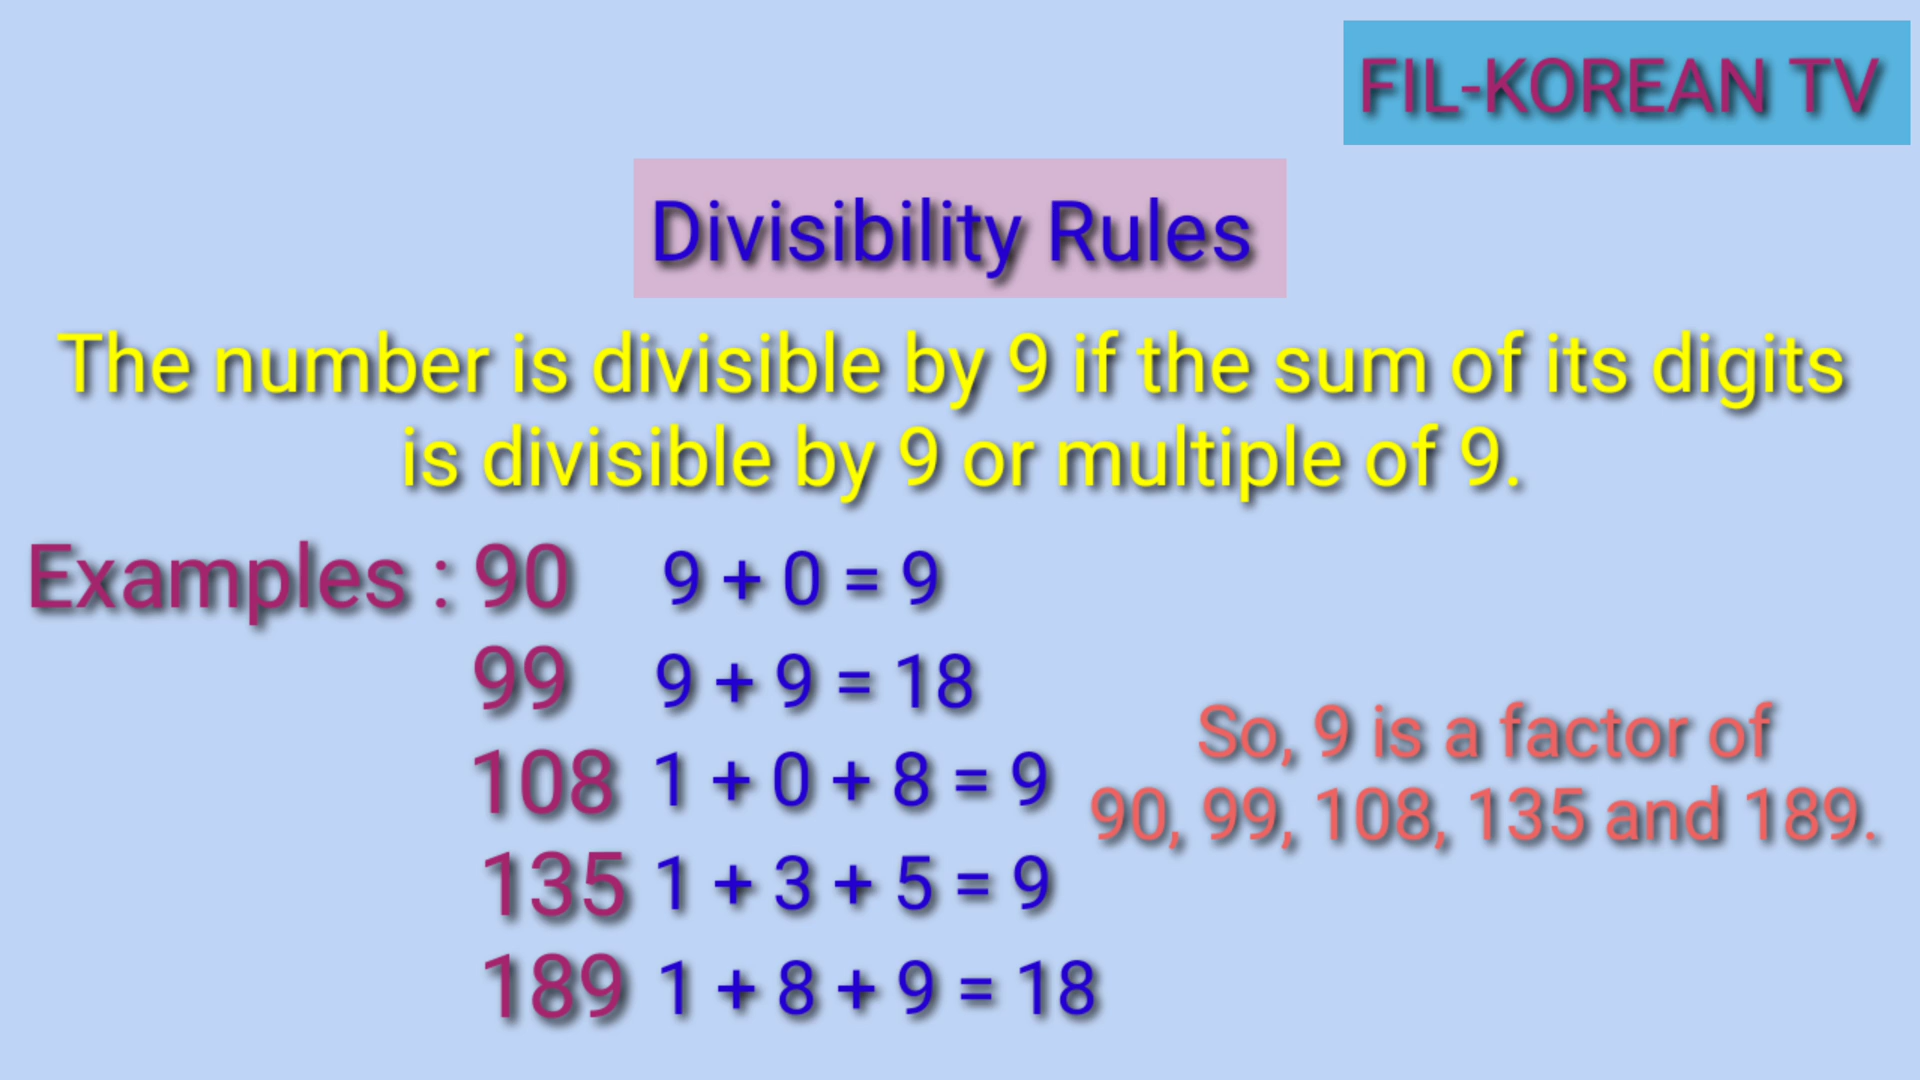 FIL-KOREAN TV
Divisibility Rules
The number is divisible by 9 if the sum of its digits
is divisible by 9 or multiple of 9.
Examples : 90 9 + 0 = 9
99 9 + 9 = 18
108 1 + 0 + 8 = 9
135 1 + 3 + 5 = 9
189 1 + 8 + 9 = 18
So, 9 is a factor of
90, 99, 108, 135 and 189.